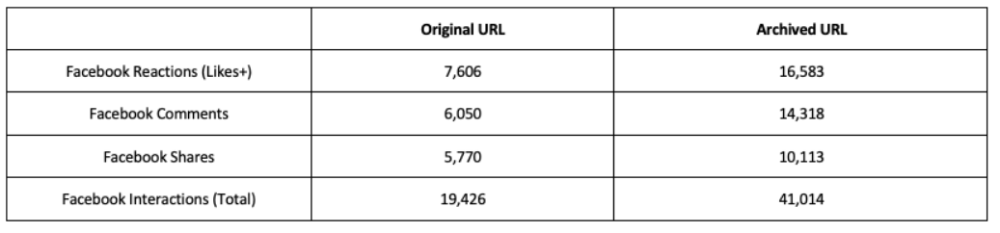 Original URL Archived URL
Facebook Reactions (Likes+) 7,606 16,583
Facebook Comments 6,050 14,318
Facebook Shares 5,770 10,113
Facebook Interactions (Total) 19,426 41,014